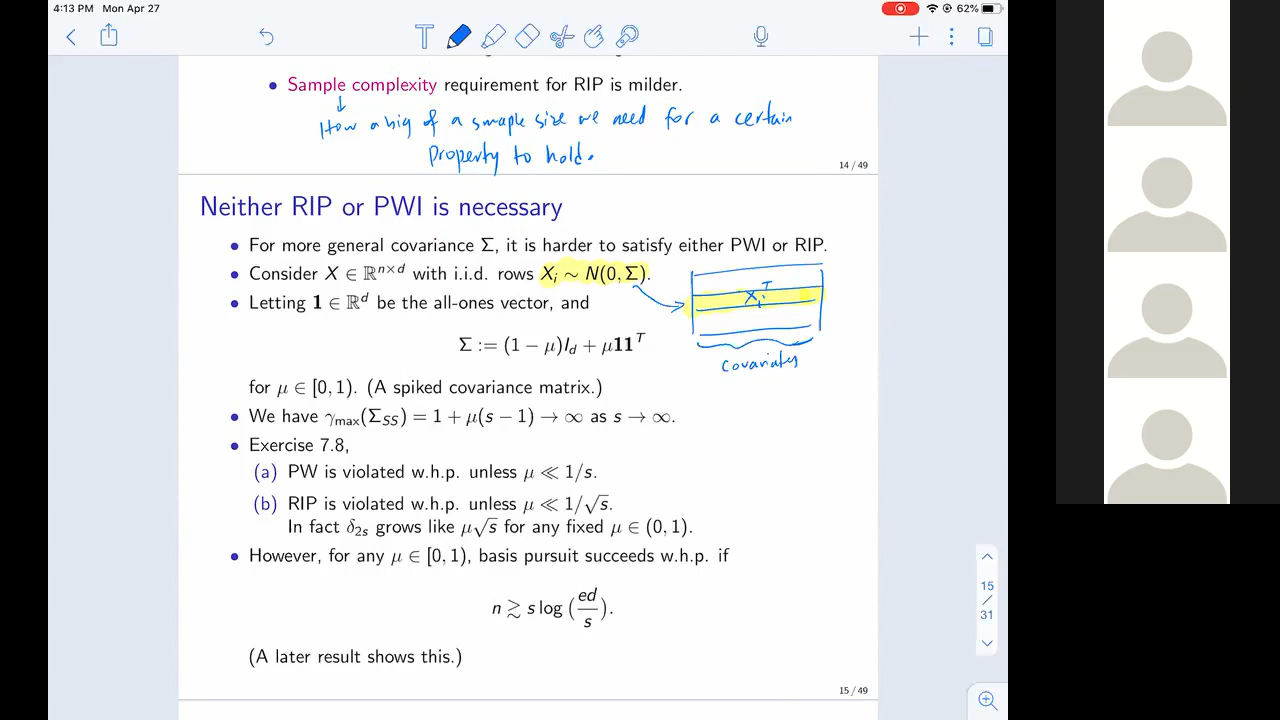 4:13 PM Mon Apr 27
62%
T
• Sample complexity requirement for RIP is milder.
How a big of a smaple size we need for a certain
Property to hold.
14 / 49
Neither RIP or PWI is necessary
• For more general covariance Σ, it is harder to satisfy either PWI or RIP.
• Consider X ∈ ℝⁿˣᵈ with i.i.d. rows Xᵢ ∼ N(0, Σ).
Xᵢᵀ
• Letting 𝟏 ∈ ℝᵈ be the all-ones vector, and
Σ := (1 − μ)I_d + μ𝟏𝟏ᵀ
covariates
for μ ∈ [0, 1). (A spiked covariance matrix.)
• We have γ_max(Σ_SS) = 1 + μ(s − 1) → ∞ as s → ∞.
• Exercise 7.8,
(a) PW is violated w.h.p. unless μ ≪ 1/s.
(b) RIP is violated w.h.p. unless μ ≪ 1/√s.
In fact δ₂ₛ grows like μ√s for any fixed μ ∈ (0, 1).
• However, for any μ ∈ [0, 1), basis pursuit succeeds w.h.p. if
n ≳ s log(ed/s).
(A later result shows this.)
15 / 49
15
/
31